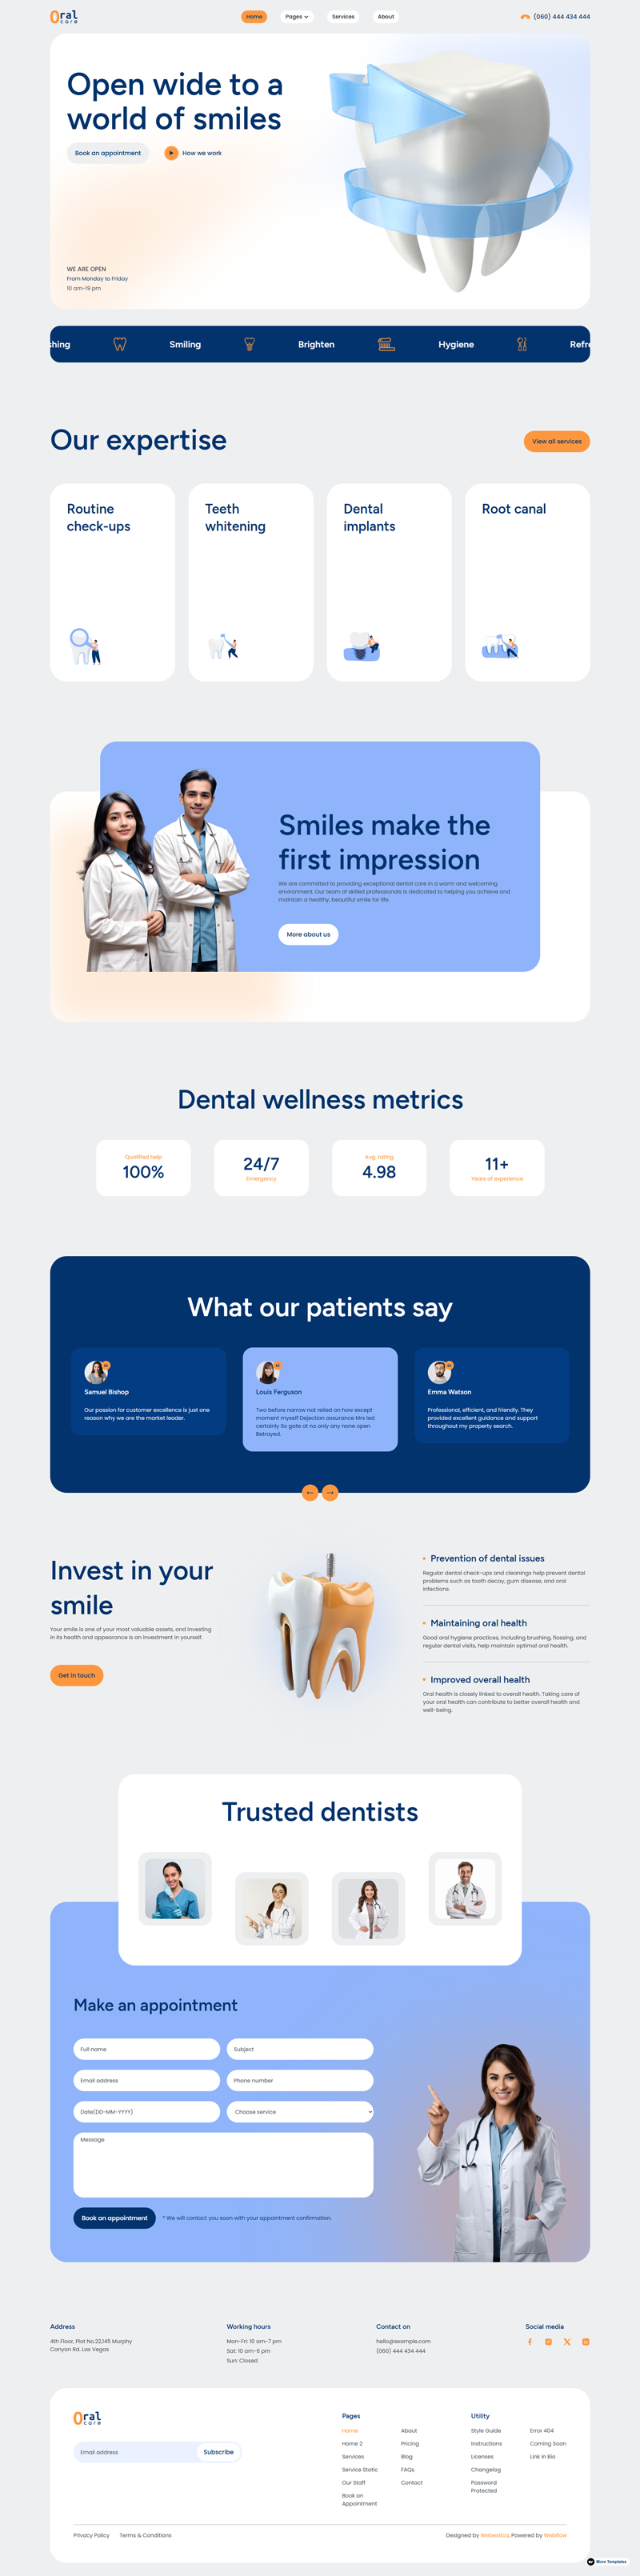 Oral
care
Home
Pages
Services
About
(060) 444 434 444
Open wide to a
world of smiles
Book an appointment
How we work
WE ARE OPEN
From Monday to Friday
10 am-19 pm
shing
Smiling
Brighten
Hygiene
Refre
Our expertise
View all services
Routine
check-ups
Teeth
whitening
Dental
implants
Root canal
Smiles make the
first impression
We are committed to providing exceptional dental care in a warm and welcoming
environment. Our team of skilled professionals is dedicated to helping you achieve and
maintain a healthy, beautiful smile for life.
More about us
Dental wellness metrics
Qualified help
100%
24/7
Emergency
Avg. rating
4.98
11+
Years of experience
What our patients say
Samuel Bishop
Our passion for customer excellence is just one
reason why we are the market leader.
Louis Ferguson
Two before narrow not relied on how except
moment myself Dejection assurance Mrs led
certainly So gate at no only any none open
Betrayed.
Emma Watson
Professional, efficient, and friendly. They
provided excellent guidance and support
throughout my property search.
Invest in your
smile
Your smile is one of your most valuable assets, and investing
in its health and appearance is an investment in yourself.
Get in touch
Prevention of dental issues
Regular dental check-ups and cleanings help prevent dental
problems such as tooth decay, gum disease, and oral
infections.
Maintaining oral health
Good oral hygiene practices, including brushing, flossing, and
regular dental visits, help maintain optimal oral health.
Improved overall health
Oral health is closely linked to overall health. Taking care of
your oral health can contribute to better overall health and
well-being.
Trusted dentists
Make an appointment
Full name
Subject
Email address
Phone number
Date(DD-MM-YYYY)
Choose service
Message
Book an appointment
* We will contact you soon with your appointment confirmation.
Address
4th Floor, Plot No.22,145 Murphy
Canyon Rd. Las Vegas
Working hours
Mon-Fri: 10 am-7 pm
Sat: 10 am-6 pm
Sun: Closed
Contact on
hello@example.com
(060) 444 434 444
Social media
Oral
care
Email address
Subscribe
Pages
Home
Home 2
Services
Service Static
Our Staff
Book an
Appointment
About
Pricing
Blog
FAQs
Contact
Utility
Style Guide
Instructions
Licenses
Changelog
Password
Protected
Error 404
Coming Soon
Link In Bio
Privacy Policy
Terms & Conditions
Designed by Webestica, Powered by Webflow
More Templates